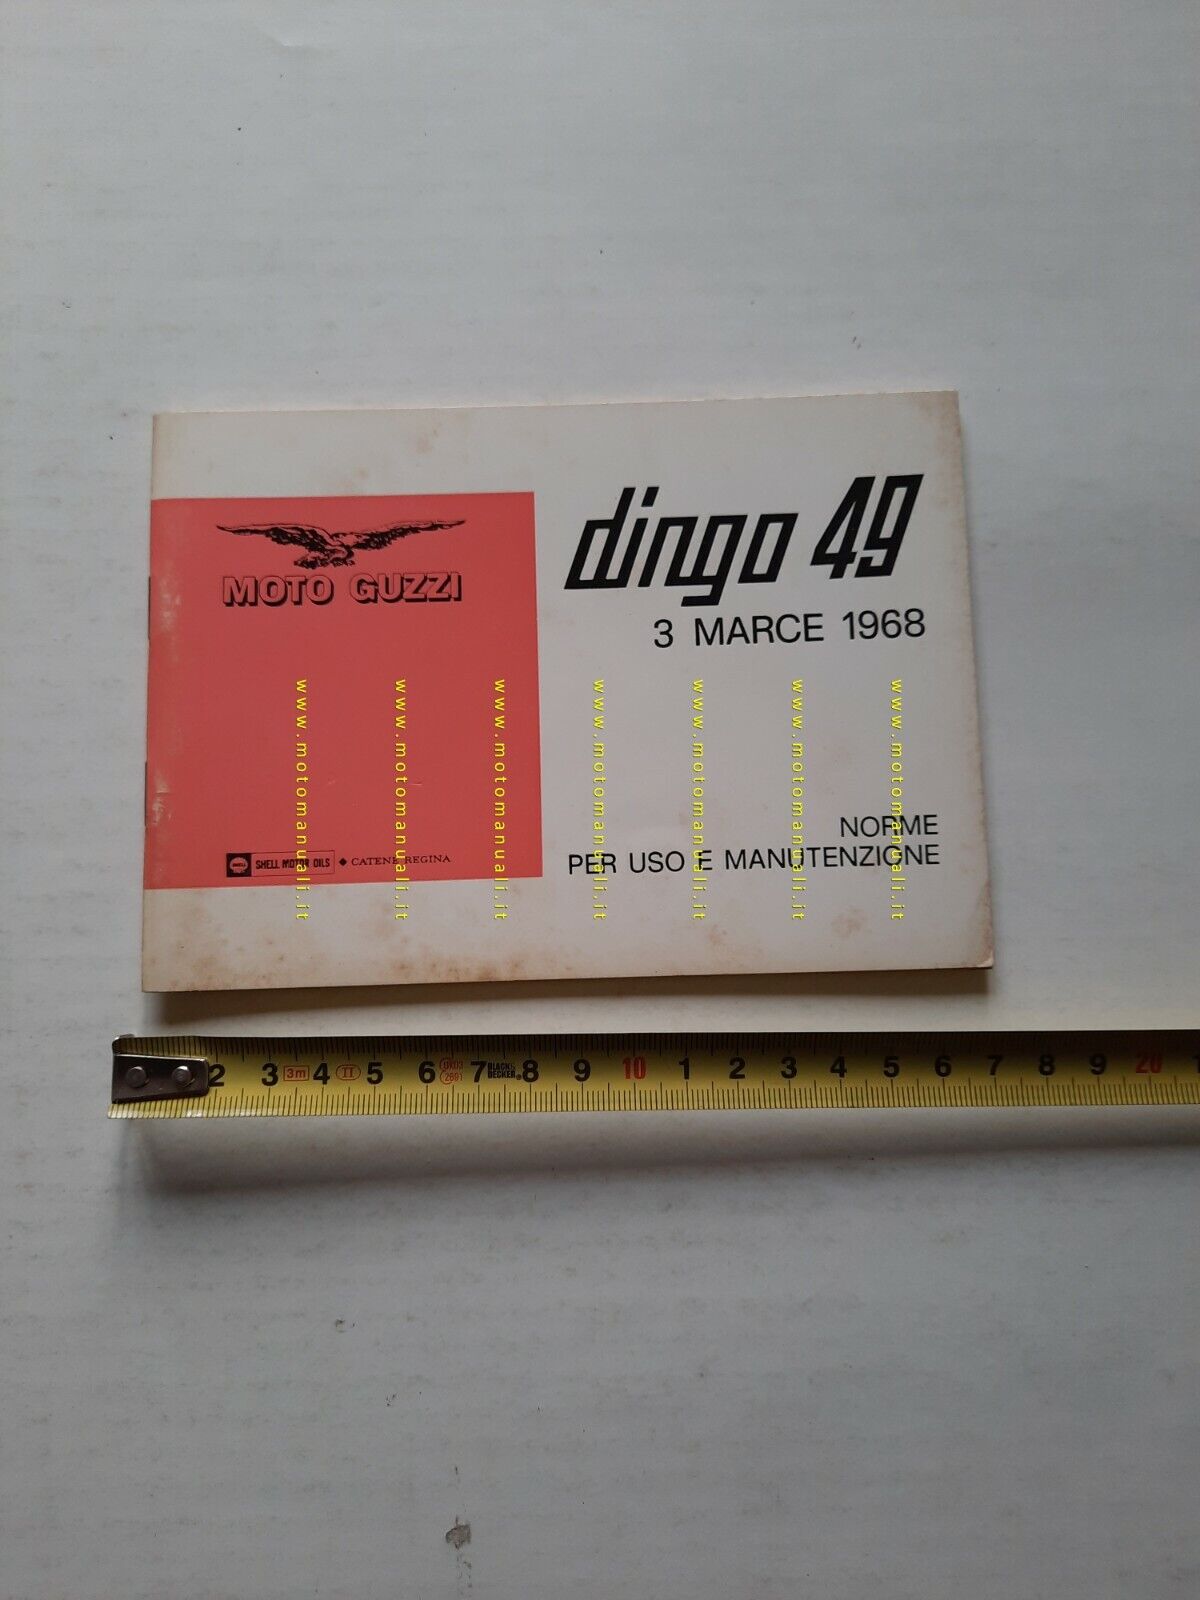 dingo 49
3 MARCE 1968
MOTO GUZZI
www.motomanuali.it
www.motomanuali.it
www.motomanuali.it
www.motomanuali.it
www.motomanuali.it
www.motomanuali.it
www.motomanuali.it
NORME
PER USO E MANUTENZIONE
SHELL
SHELL MOTOR OILS ◆ CATENE REGINA
2 3 3m 4 II 5 6 7 BLACK& DECKER® 8 9 10 1 2 3 4 5 6 7 8 9 20